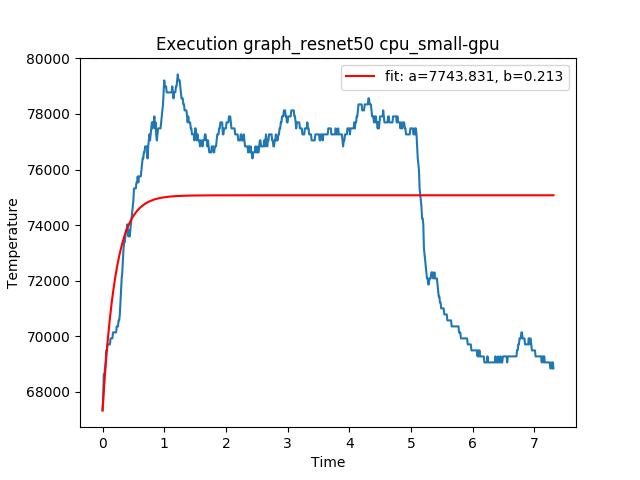 Execution graph_resnet50 cpu_small-gpu
fit: a=7743.831, b=0.213
80000
78000
76000
74000
72000
70000
68000
Temperature
0 1 2 3 4 5 6 7
Time